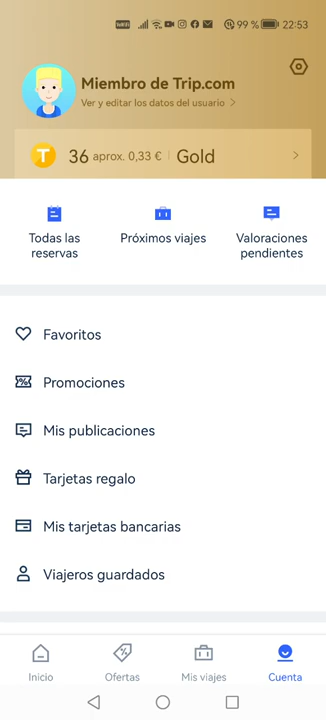 99 % 22:53
Miembro de Trip.com
Ver y editar los datos del usuario
T 36 aprox. 0,33 € Gold
Todas las
reservas
Próximos viajes
Valoraciones
pendientes
Favoritos
Promociones
Mis publicaciones
Tarjetas regalo
Mis tarjetas bancarias
Viajeros guardados
Inicio
Ofertas
Mis viajes
Cuenta